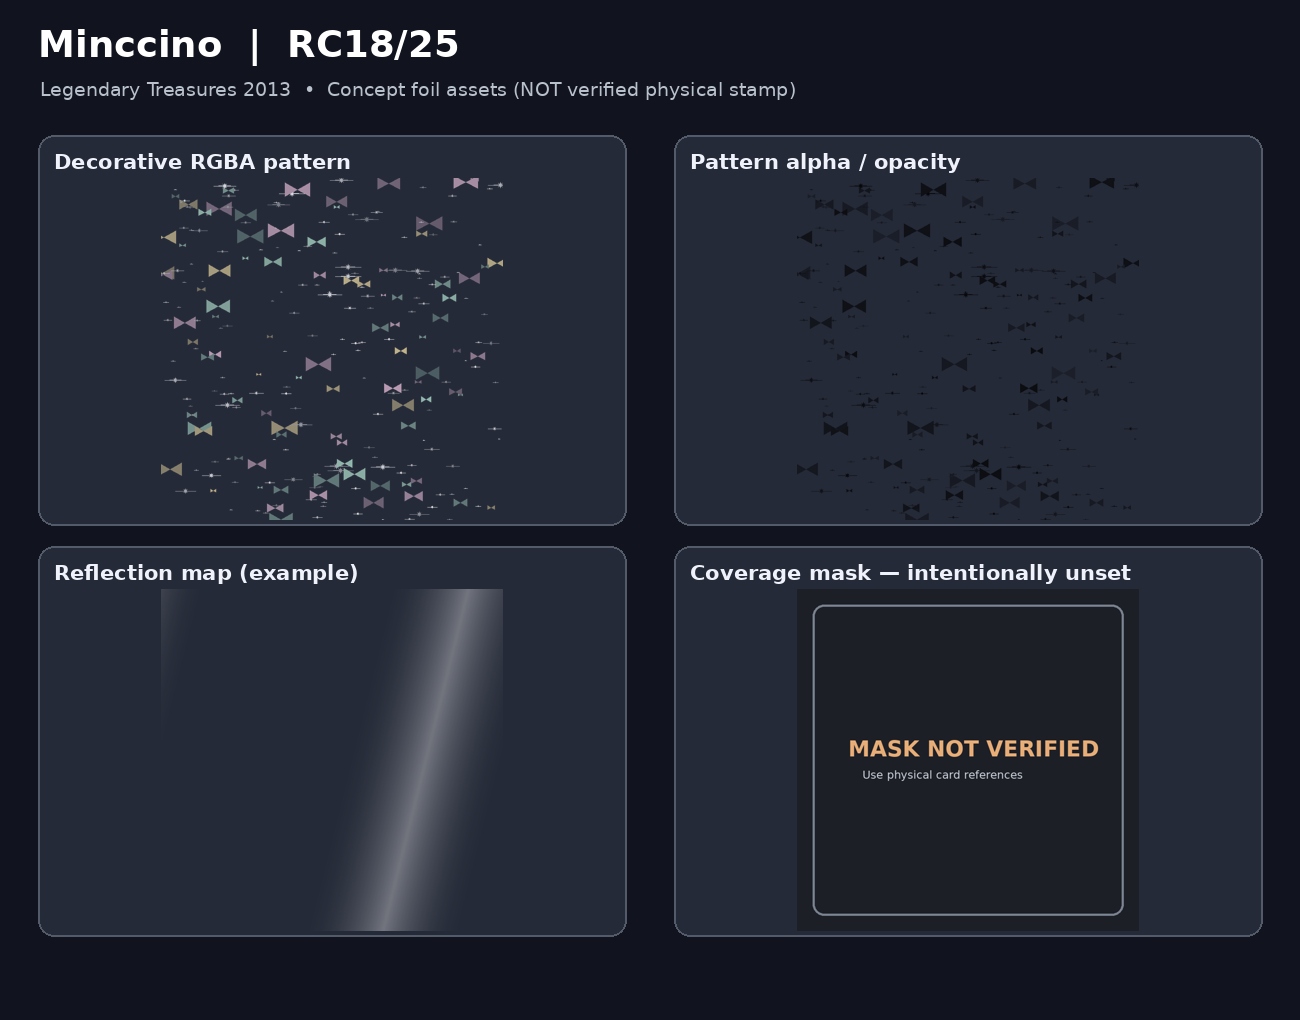 Minccino | RC18/25
Legendary Treasures 2013 • Concept foil assets (NOT verified physical stamp)
Decorative RGBA pattern
Pattern alpha / opacity
Reflection map (example)
Coverage mask — intentionally unset
MASK NOT VERIFIED
Use physical card references